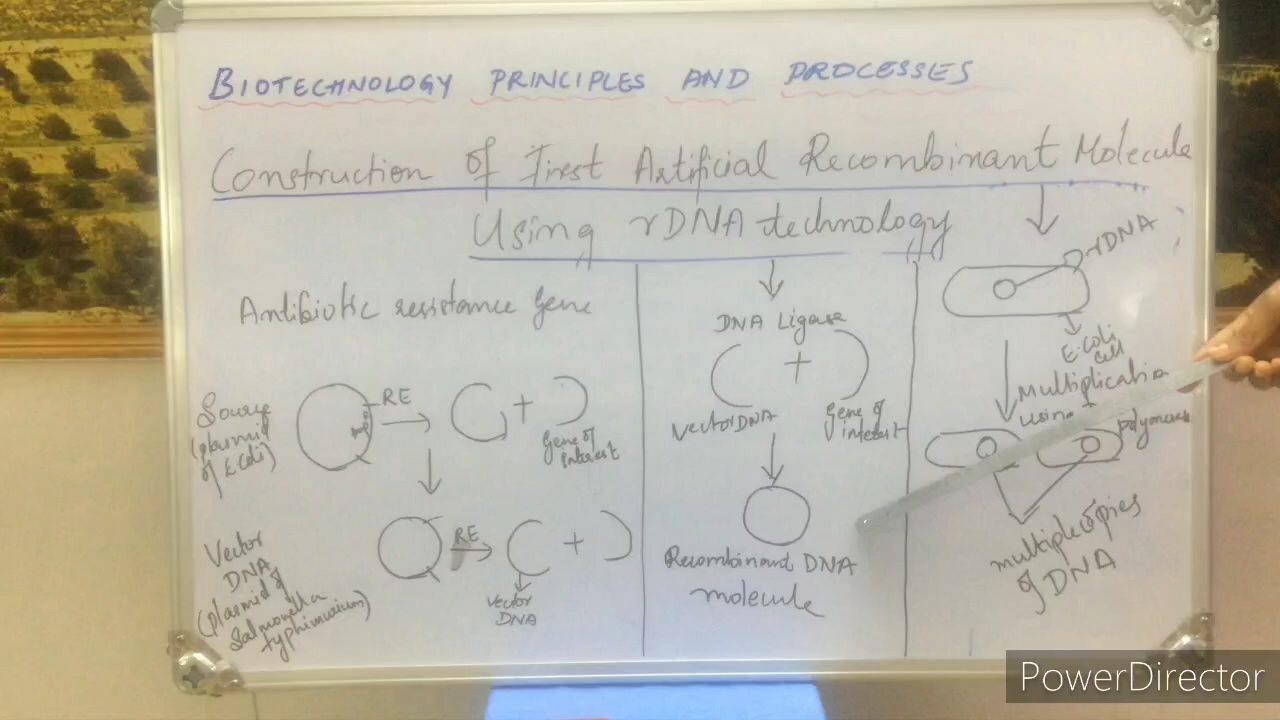 BIOTECHNOLOGY PRINCIPLES AND PROCESSES
Construction of First Artificial Recombinant Molecule
Using rDNA technology
Antibiotic resistance gene
Source
(plasmid
of E.Coli)
RE
+
Gene of
interest
Vector
DNA
(plasmid of
Salmonella
typhimurium)
RE
+
Vector
DNA
DNA Ligase
+
Vector DNA
Gene of
interest
Recombinant DNA
molecule
rDNA
E.Coli
cell
Multiplication
using
polymerase
multiple copies
of DNA
PowerDirector